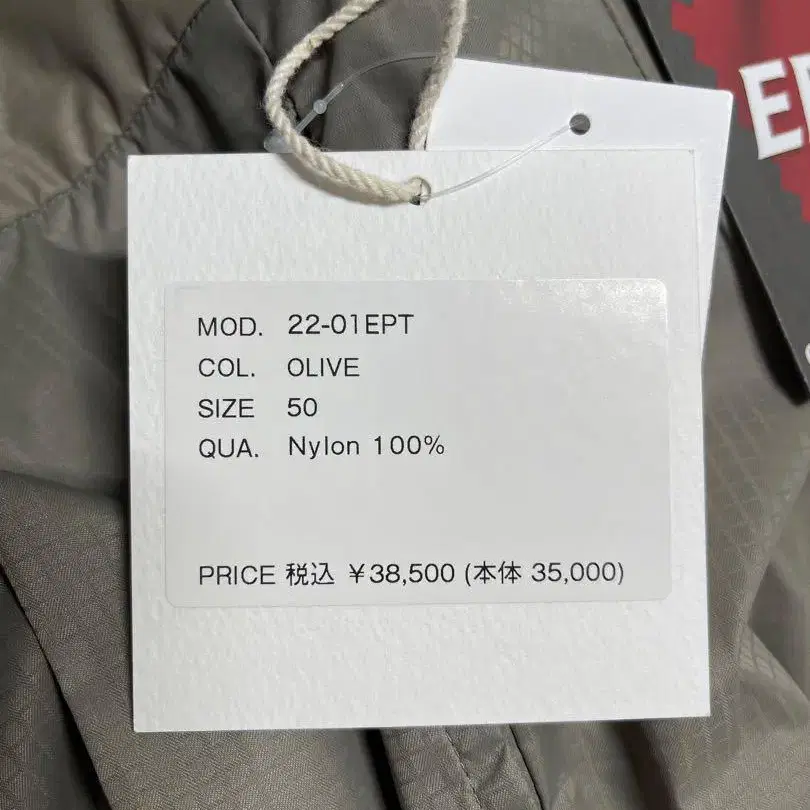 MOD. 22-01EPT
COL. OLIVE
SIZE 50
QUA. Nylon 100%
PRICE 税込 ¥38,500 (本体 35,000)